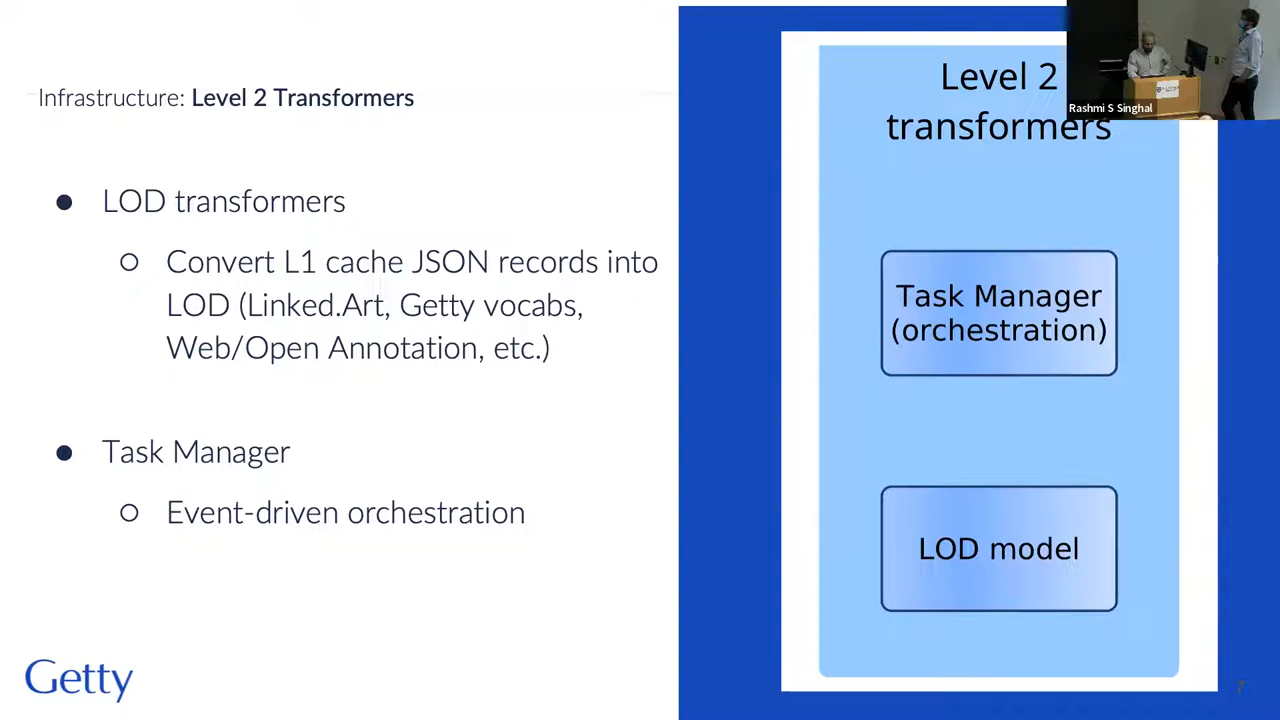 Infrastructure: Level 2 Transformers
● LOD transformers
○ Convert L1 cache JSON records into
LOD (Linked.Art, Getty vocabs,
Web/Open Annotation, etc.)
● Task Manager
○ Event-driven orchestration
Getty
Level 2
transformers
Task Manager
(orchestration)
LOD model
Rashmi S Singhal
7